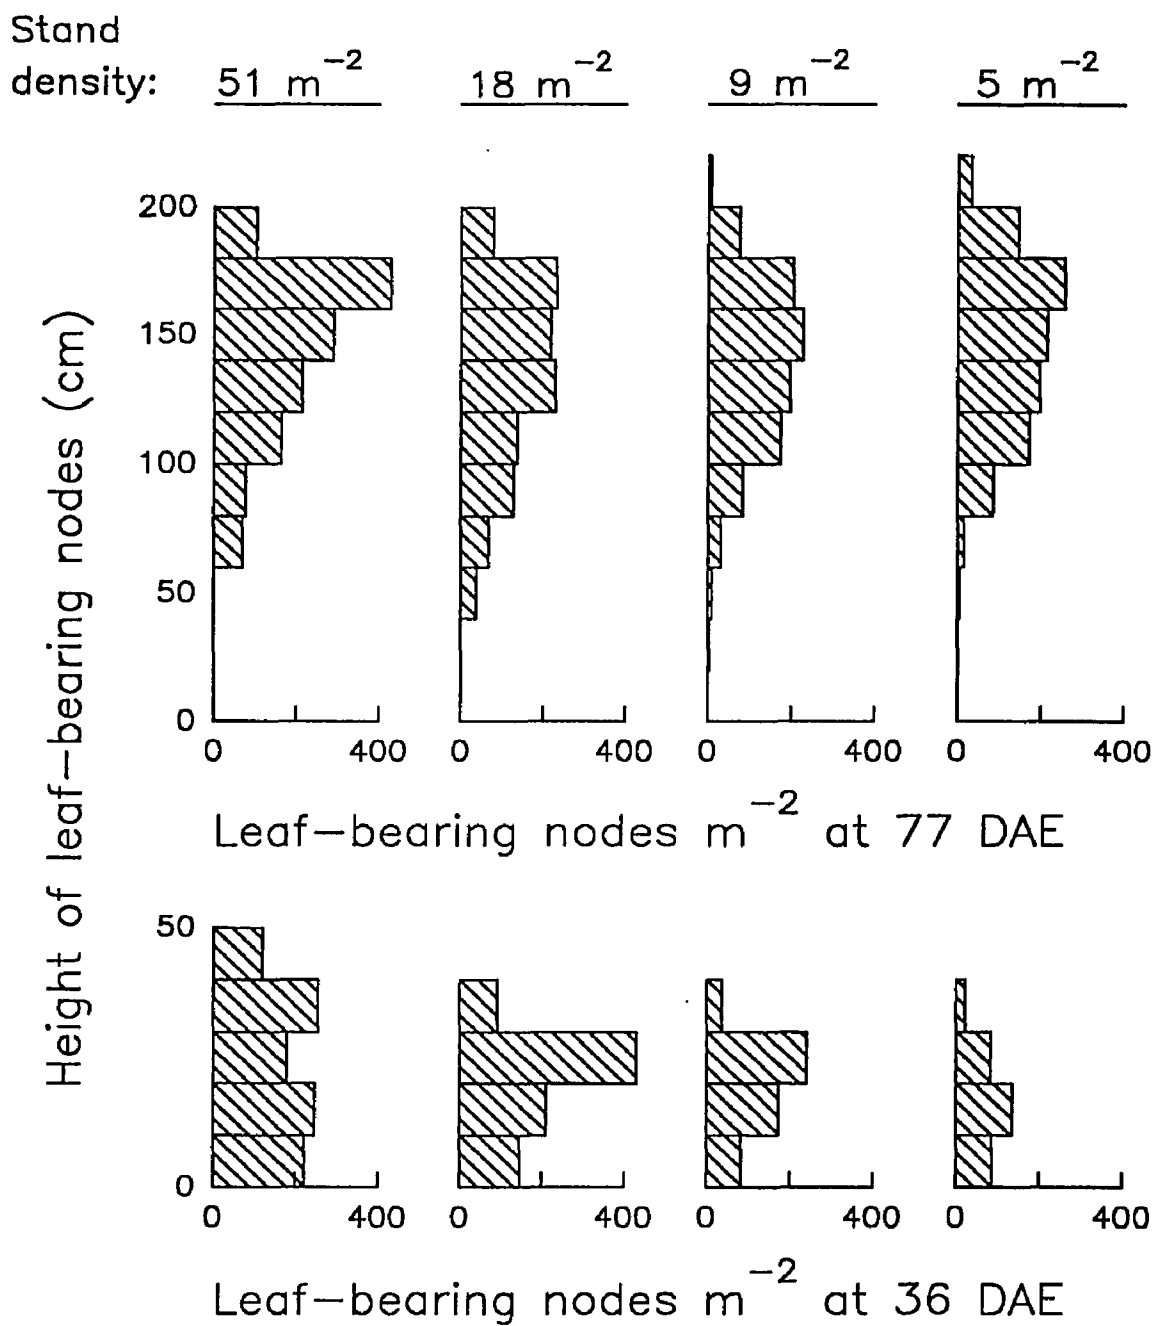 Stand
density: 51 m⁻² 18 m⁻² 9 m⁻² 5 m⁻²
Height of leaf-bearing nodes (cm)
200
150
100
50
0
0 400 0 400 0 400 0 400
Leaf-bearing nodes m⁻² at 77 DAE
50
0
0 400 0 400 0 400 0 400
Leaf-bearing nodes m⁻² at 36 DAE